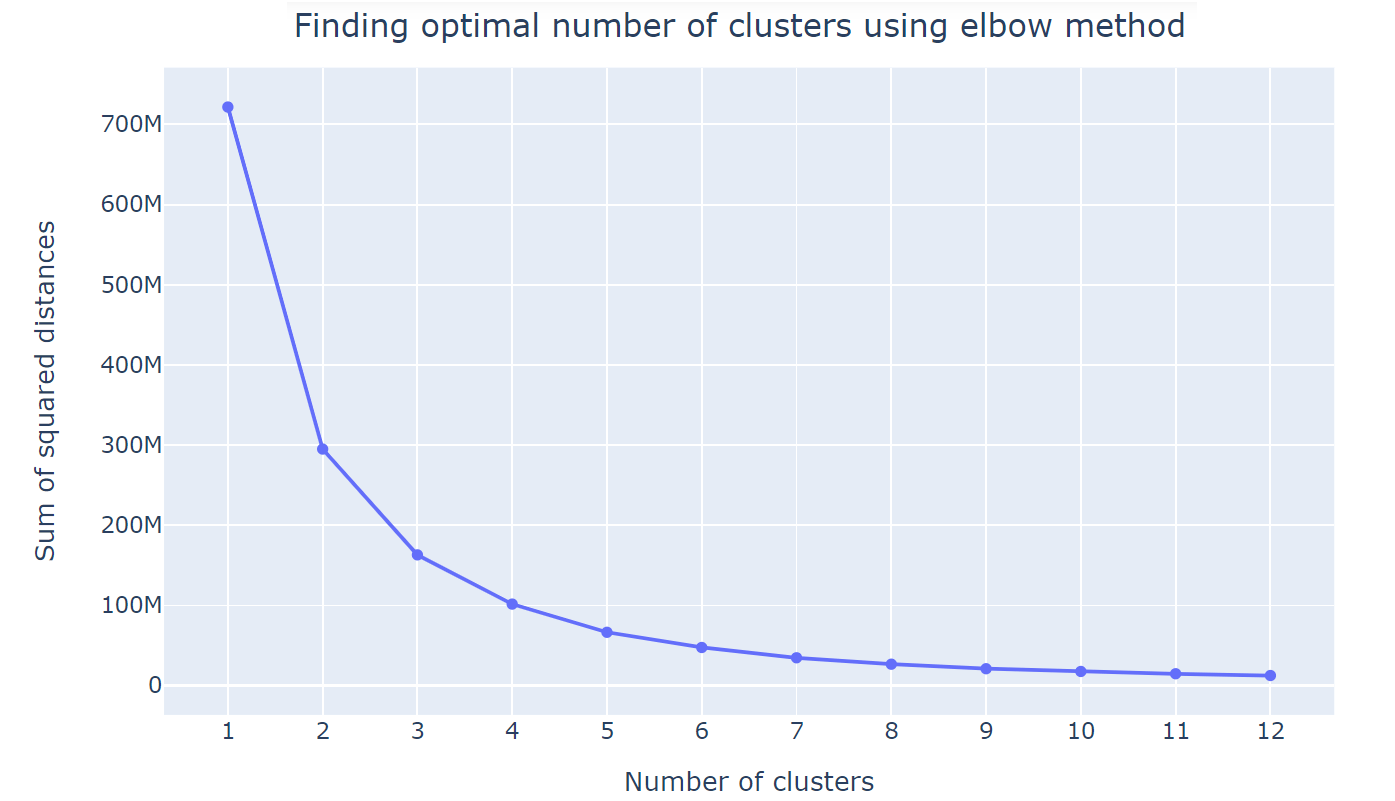 Finding optimal number of clusters using elbow method
Sum of squared distances
700M
600M
500M
400M
300M
200M
100M
0
1 2 3 4 5 6 7 8 9 10 11 12
Number of clusters